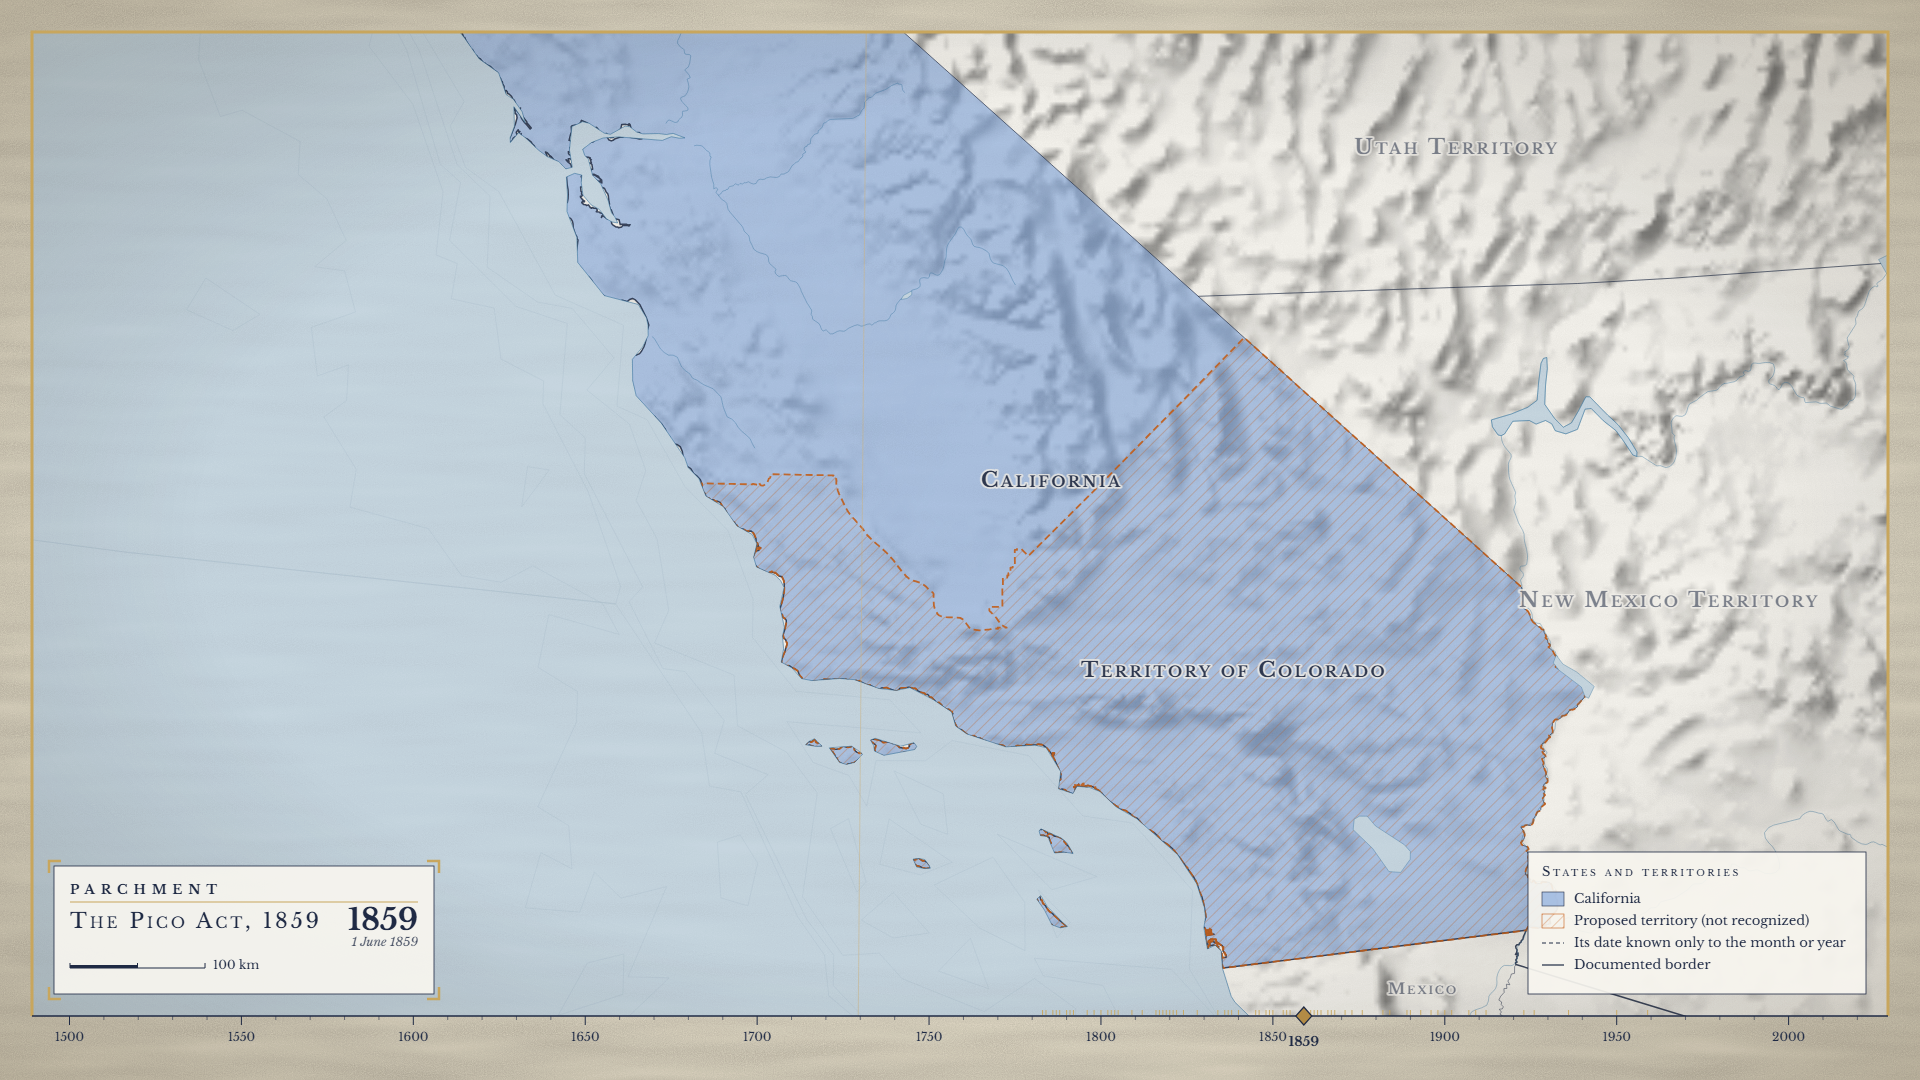 Utah Territory
California
New Mexico Territory
Territory of Colorado
Mexico
PARCHMENT
The Pico Act, 1859
1859
1 June 1859
100 km
States and territories
California
Proposed territory (not recognized)
Its date known only to the month or year
Documented border
1500 1550 1600 1650 1700 1750 1800 1850 1859 1900 1950 2000